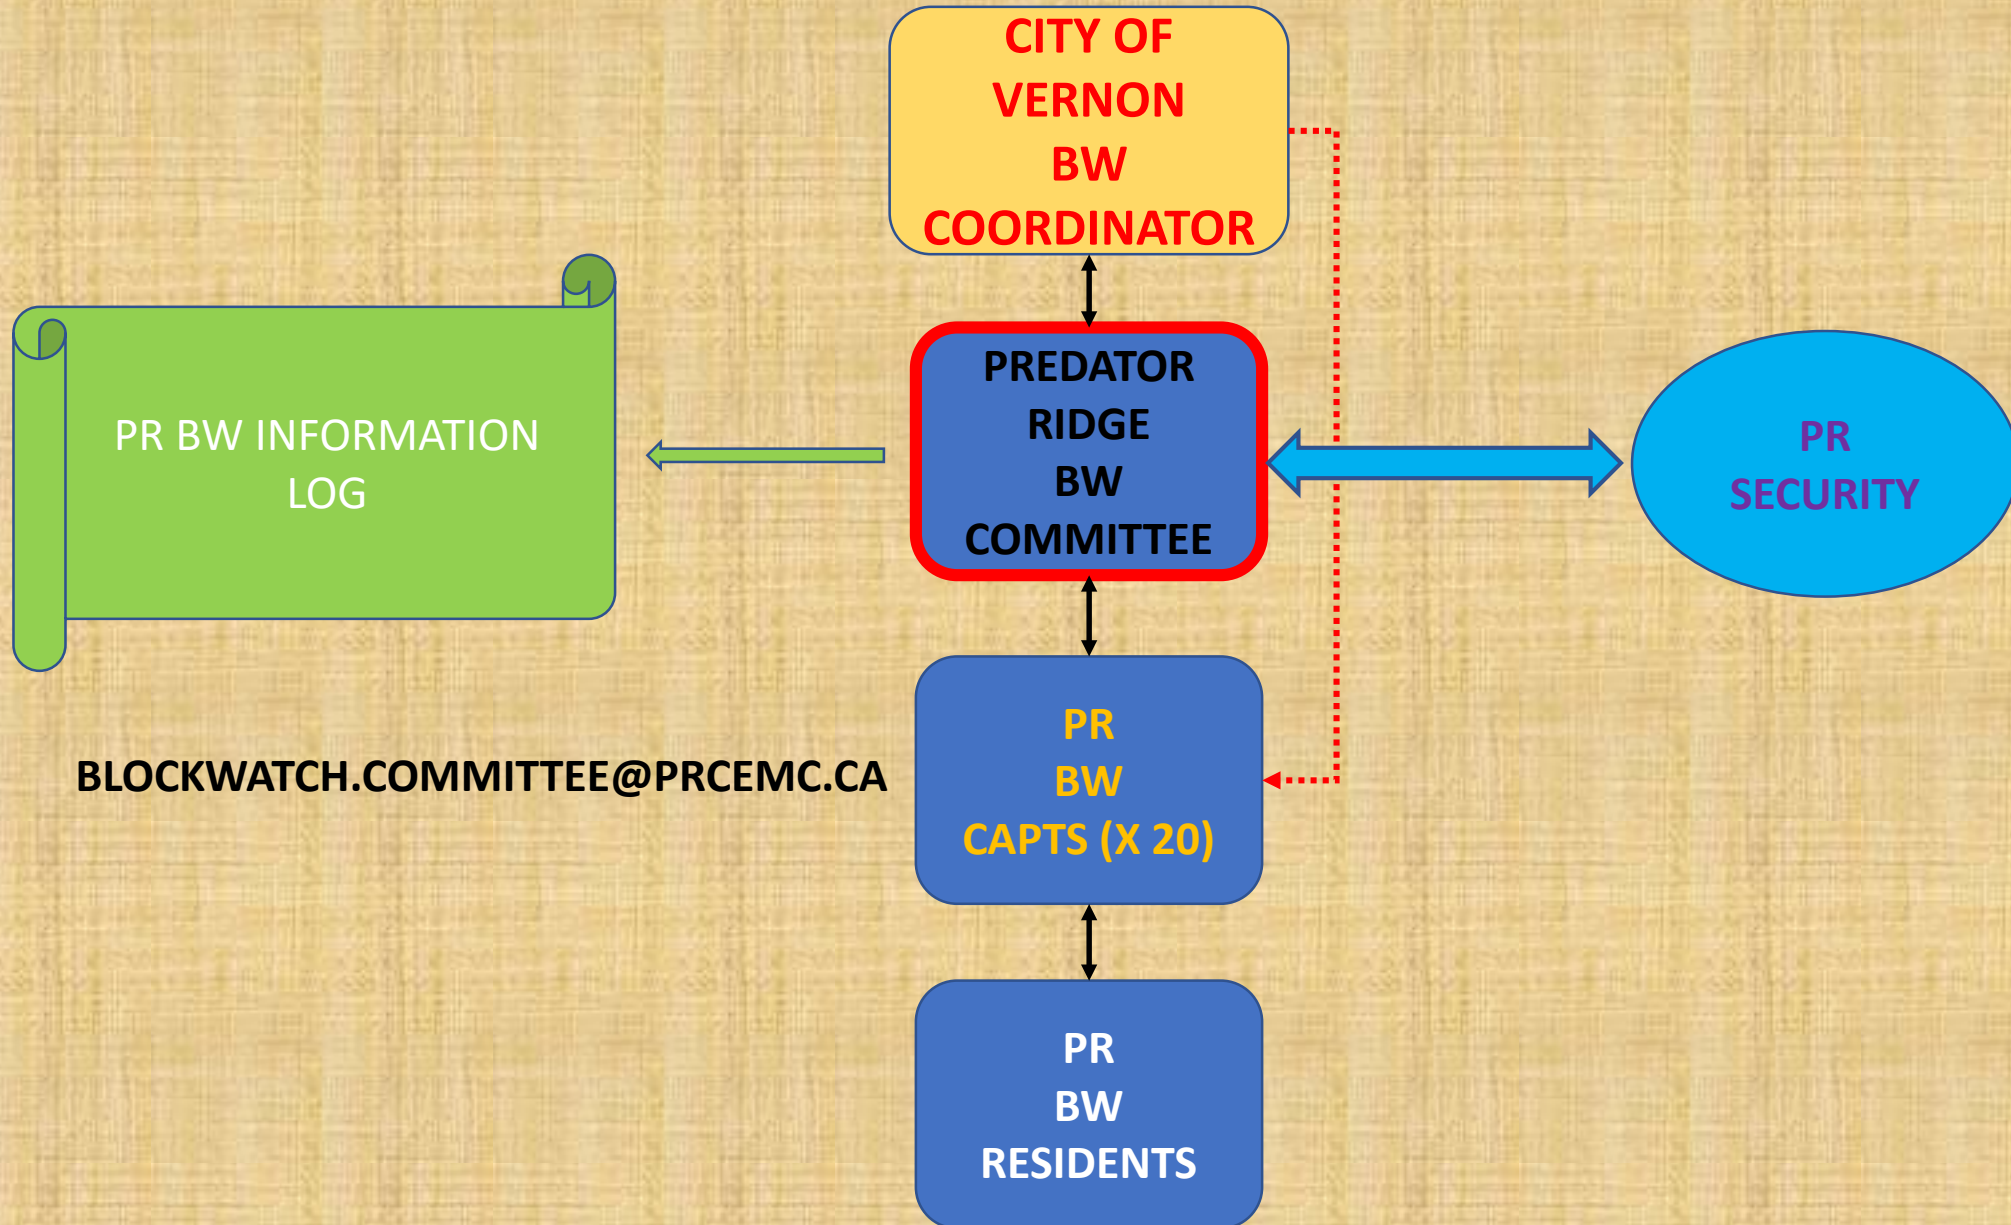 CITY OF
VERNON
BW
COORDINATOR
PREDATOR
RIDGE
BW
COMMITTEE
PR BW INFORMATION
LOG
PR
SECURITY
BLOCKWATCH.COMMITTEE@PRCEMC.CA
PR
BW
CAPTS (X 20)
PR
BW
RESIDENTS